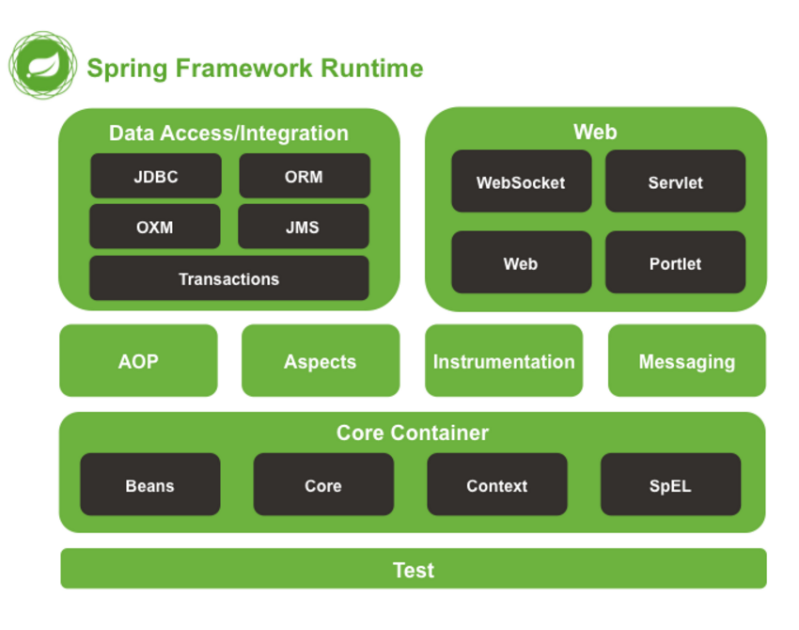 Spring Framework Runtime
Data Access/Integration
JDBC
ORM
OXM
JMS
Transactions
Web
WebSocket
Servlet
Web
Portlet
AOP
Aspects
Instrumentation
Messaging
Core Container
Beans
Core
Context
SpEL
Test